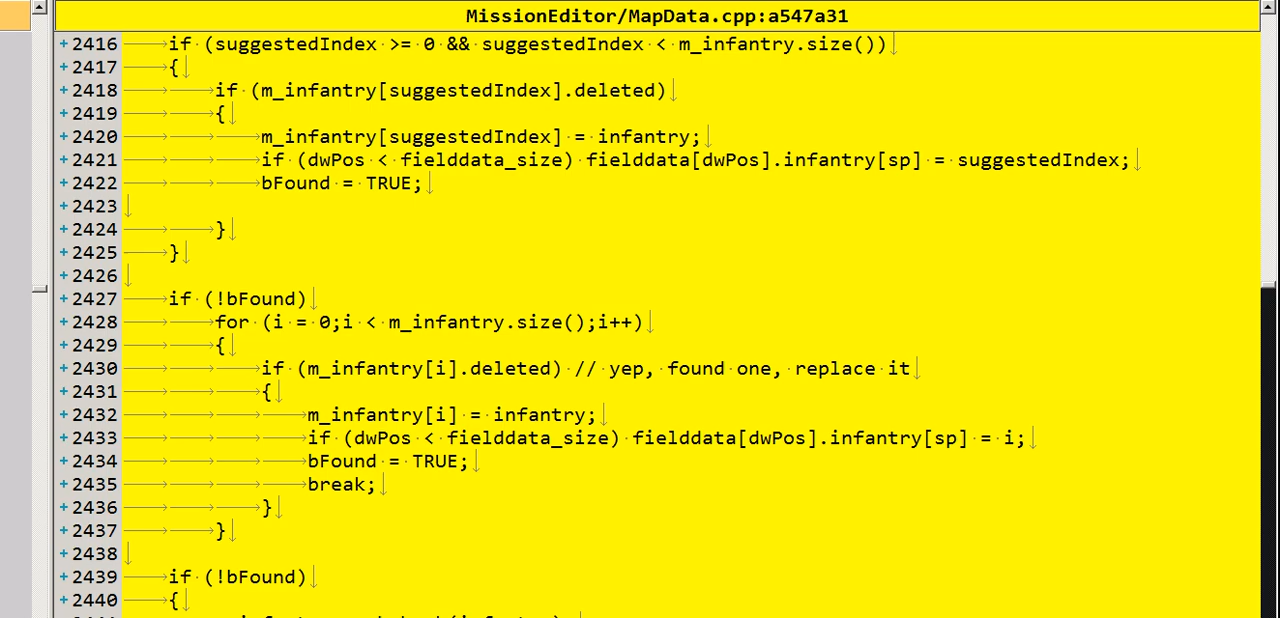 MissionEditor/MapData.cpp:a547a31
+2416 if (suggestedIndex >= 0 && suggestedIndex < m_infantry.size())
+2417 {
+2418 if (m_infantry[suggestedIndex].deleted)
+2419 {
+2420 m_infantry[suggestedIndex] = infantry;
+2421 if (dwPos < fielddata_size) fielddata[dwPos].infantry[sp] = suggestedIndex;
+2422 bFound = TRUE;
+2423
+2424 }
+2425 }
+2426
+2427 if (!bFound)
+2428 for (i = 0;i < m_infantry.size();i++)
+2429 {
+2430 if (m_infantry[i].deleted) // yep, found one, replace it
+2431 {
+2432 m_infantry[i] = infantry;
+2433 if (dwPos < fielddata_size) fielddata[dwPos].infantry[sp] = i;
+2434 bFound = TRUE;
+2435 break;
+2436 }
+2437 }
+2438
+2439 if (!bFound)
+2440 {